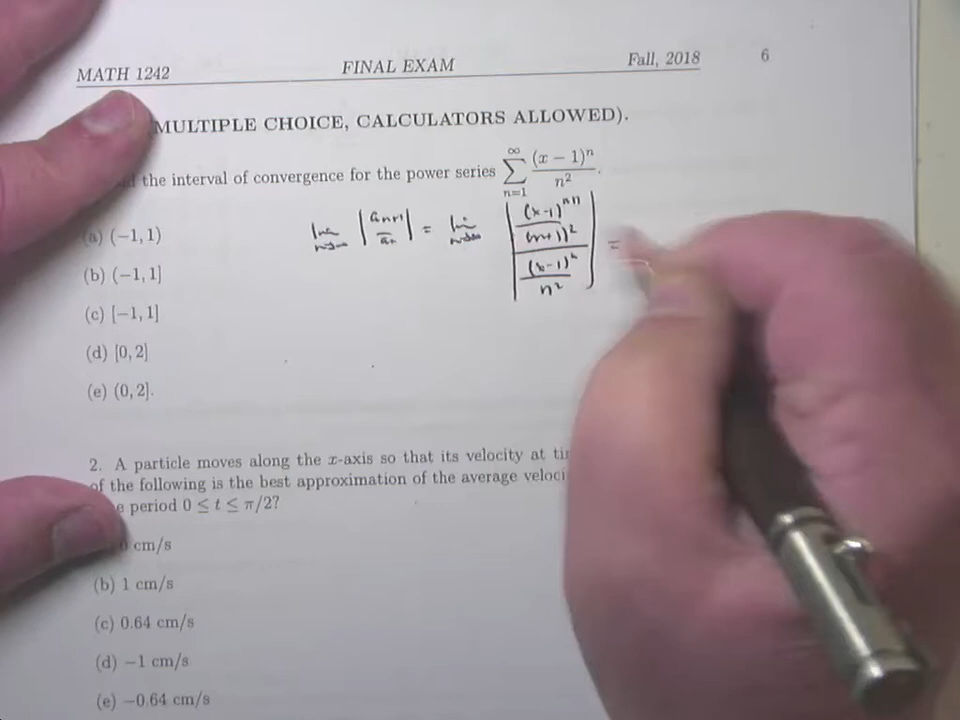 MATH 1242 FINAL EXAM Fall, 2018 6
MULTIPLE CHOICE, CALCULATORS ALLOWED).
the interval of convergence for the power series ∑_{n=1}^{∞} (x − 1)^n / n^2.
lim_{n→∞} |a_{n+1} / a_n| = lim_{n→∞} |((x-1)^{n+1} / (n+1)^2) / ((x-1)^n / n^2)| =
(a) (−1, 1)
(b) (−1, 1]
(c) [−1, 1]
(d) [0, 2]
(e) (0, 2].
2. A particle moves along the x-axis so that its velocity at
of the following is the best approximation of the average
period 0 ≤ t ≤ π/2?
cm/s
(b) 1 cm/s
(c) 0.64 cm/s
(d) −1 cm/s
(e) −0.64 cm/s